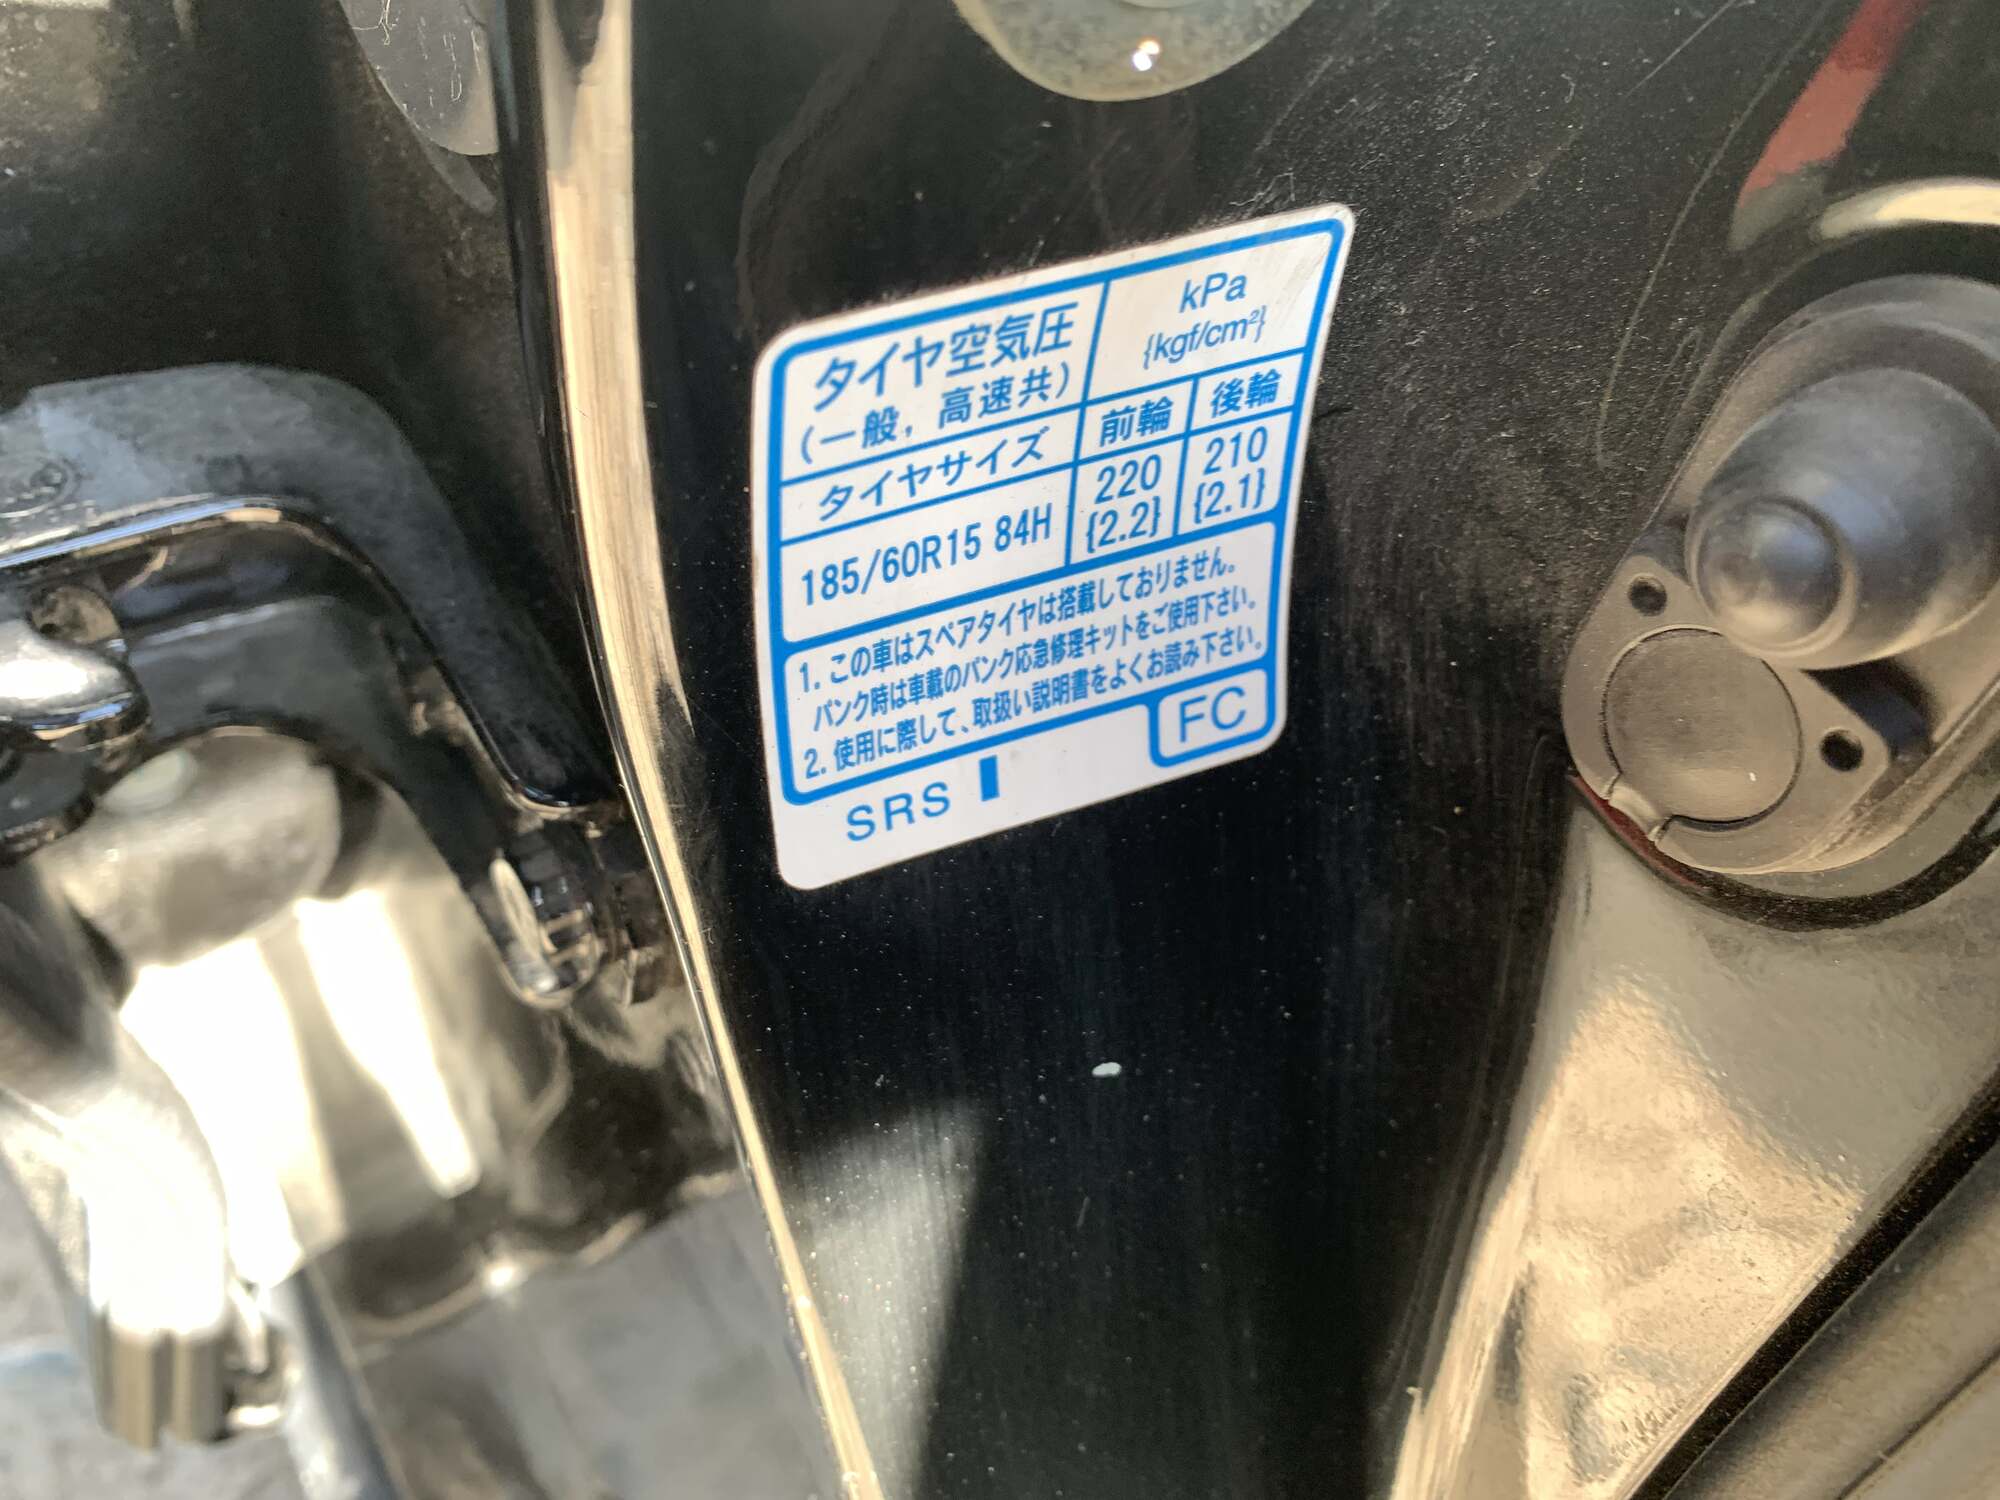 タイヤ空気圧
(一般, 高速共)
kPa
{kgf/cm²}
タイヤサイズ
前輪
後輪
185/60R15 84H
220
{2.2}
210
{2.1}
1. この車はスペアタイヤは搭載しておりません。
パンク時は車載のパンク応急修理キットをご使用下さい。
2. 使用に際して、取扱い説明書をよくお読み下さい。
FC
SRS